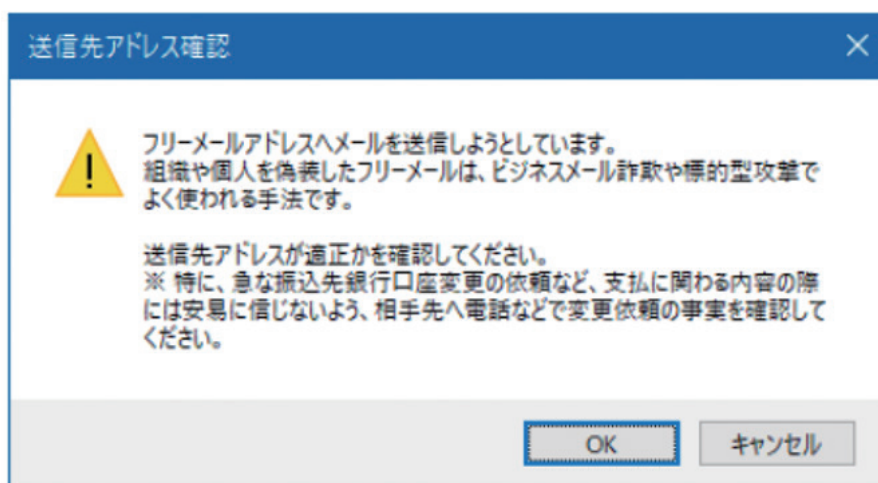 送信先アドレス確認
フリーメールアドレスへメールを送信しようとしています。
組織や個人を偽装したフリーメールは、ビジネスメール詐欺や標的型攻撃で
よく使われる手法です。
送信先アドレスが適正かを確認してください。
※ 特に、急な振込先銀行口座変更の依頼など、支払に関わる内容の際
には安易に信じないよう、相手先へ電話などで変更依頼の事実を確認して
ください。
OK
キャンセル